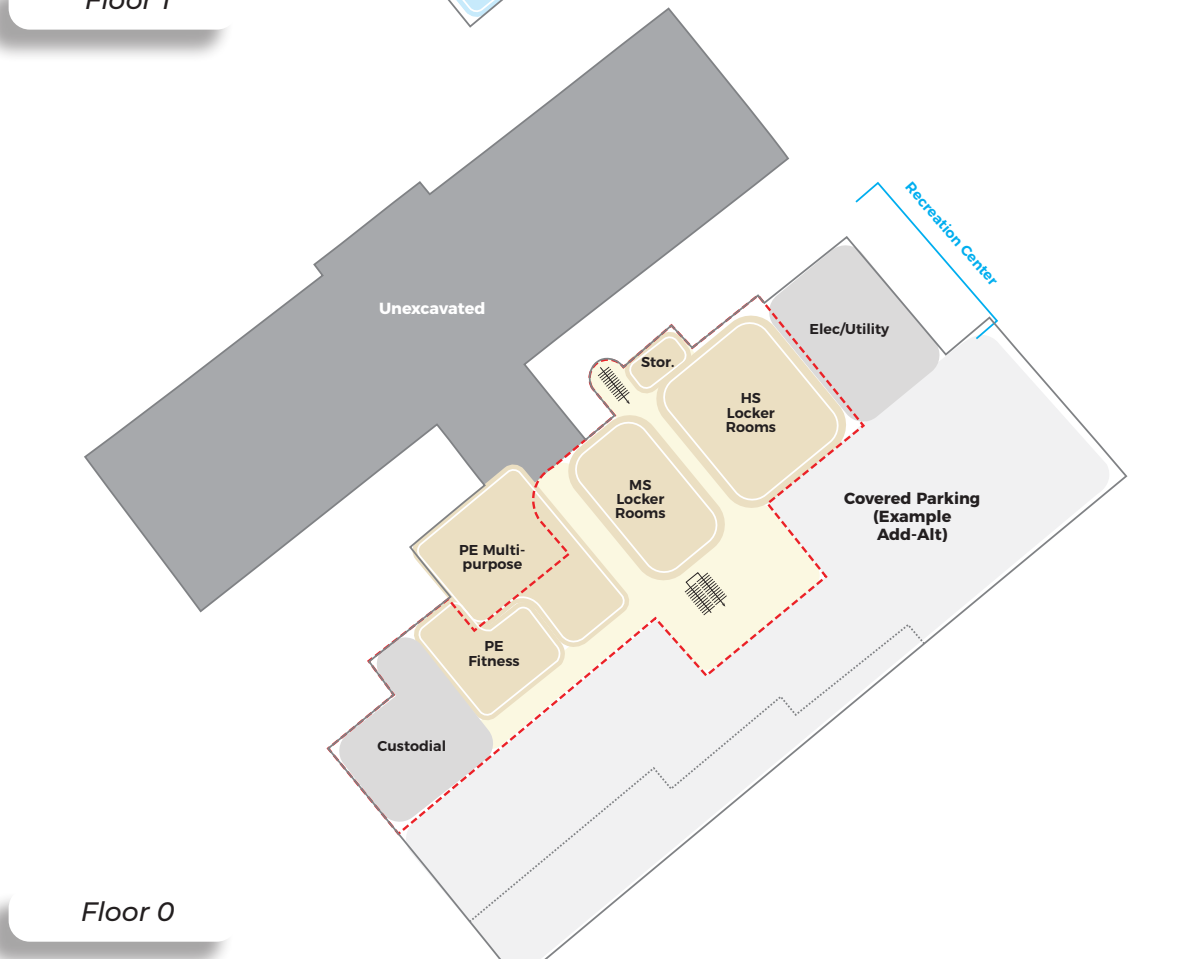 Floor 1
Recreation Center
Unexcavated
Elec/Utility
Stor.
HS
Locker
Rooms
MS
Locker
Rooms
Covered Parking
(Example
Add-Alt)
PE Multi-
purpose
PE
Fitness
Custodial
Floor 0